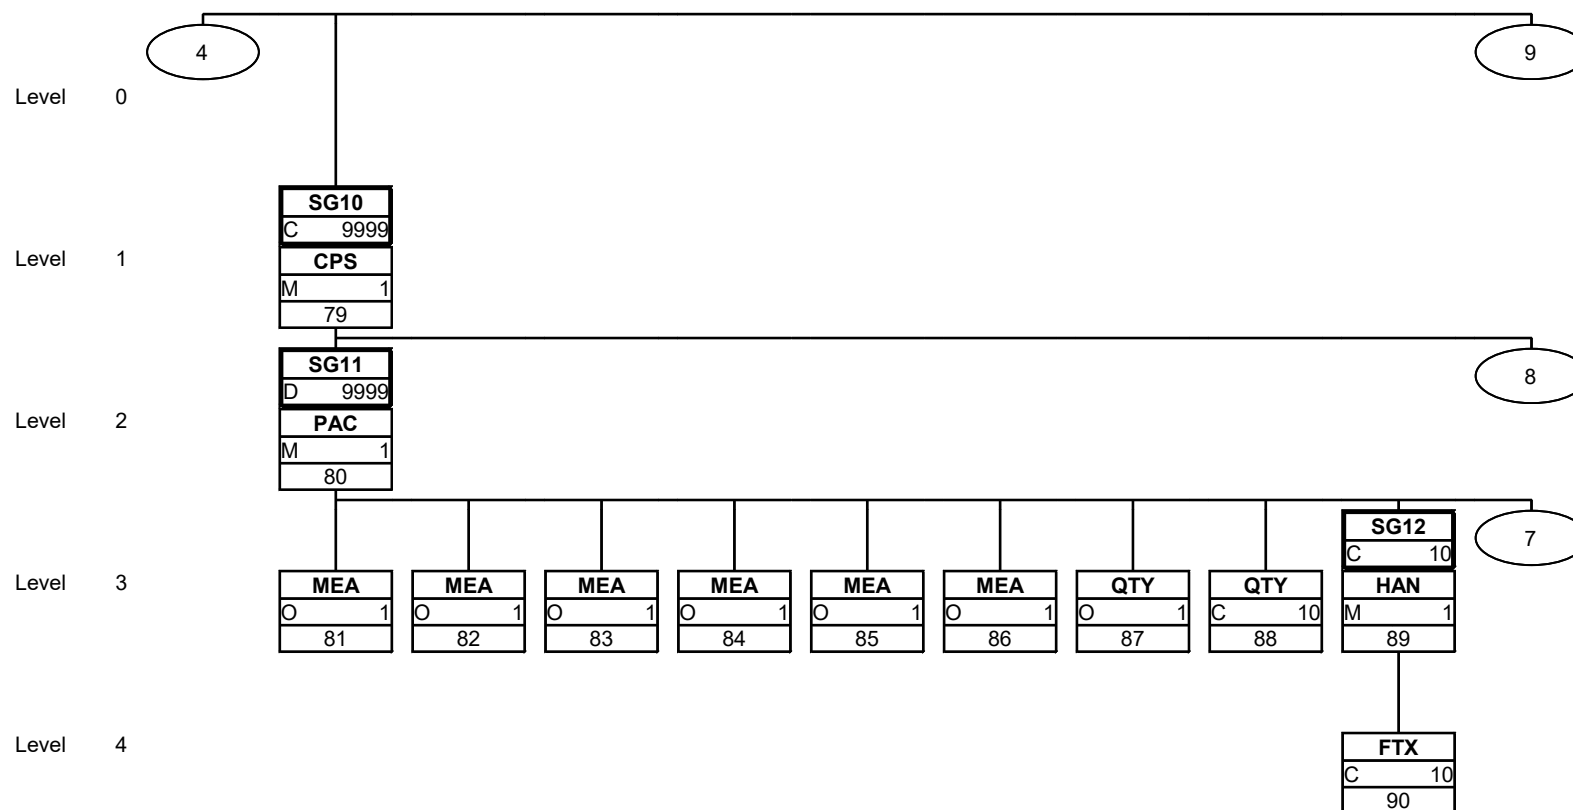 4
9
Level 0
SG10
C 9999
Level 1
CPS
M 1
79
SG11
D 9999
8
Level 2
PAC
M 1
80
SG12
C 10
7
Level 3
MEA MEA MEA MEA MEA MEA QTY QTY HAN
O 1 O 1 O 1 O 1 O 1 O 1 O 1 C 10 M 1
81 82 83 84 85 86 87 88 89
Level 4
FTX
C 10
90